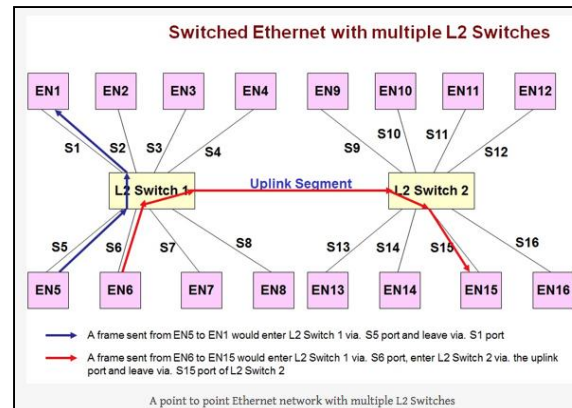 Switched Ethernet with multiple L2 Switches
EN1 EN2 EN3 EN4 EN9 EN10 EN11 EN12
S1 S2 S3 S4 S9 S10 S11 S12
L2 Switch 1 Uplink Segment L2 Switch 2
S5 S6 S7 S8 S13 S14 S15 S16
EN5 EN6 EN7 EN8 EN13 EN14 EN15 EN16
A frame sent from EN5 to EN1 would enter L2 Switch 1 via. S5 port and leave via. S1 port
A frame sent from EN6 to EN15 would enter L2 Switch 1 via. S6 port, enter L2 Switch 2 via. the uplink
port and leave via. S15 port of L2 Switch 2
A point to point Ethernet network with multiple L2 Switches